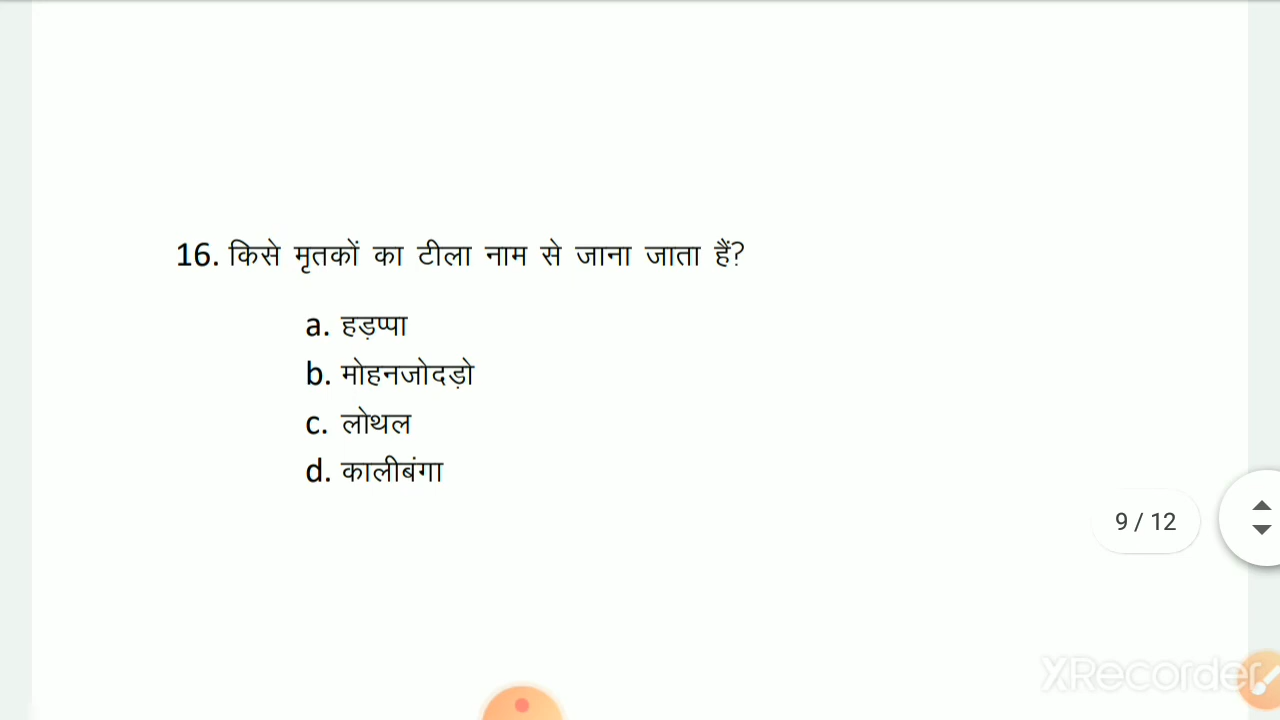 16. किसे मृतकों का टीला नाम से जाना जाता हैं?
a. हड़प्पा
b. मोहनजोदड़ो
c. लोथल
d. कालीबंगा
9 / 12
XRecorder